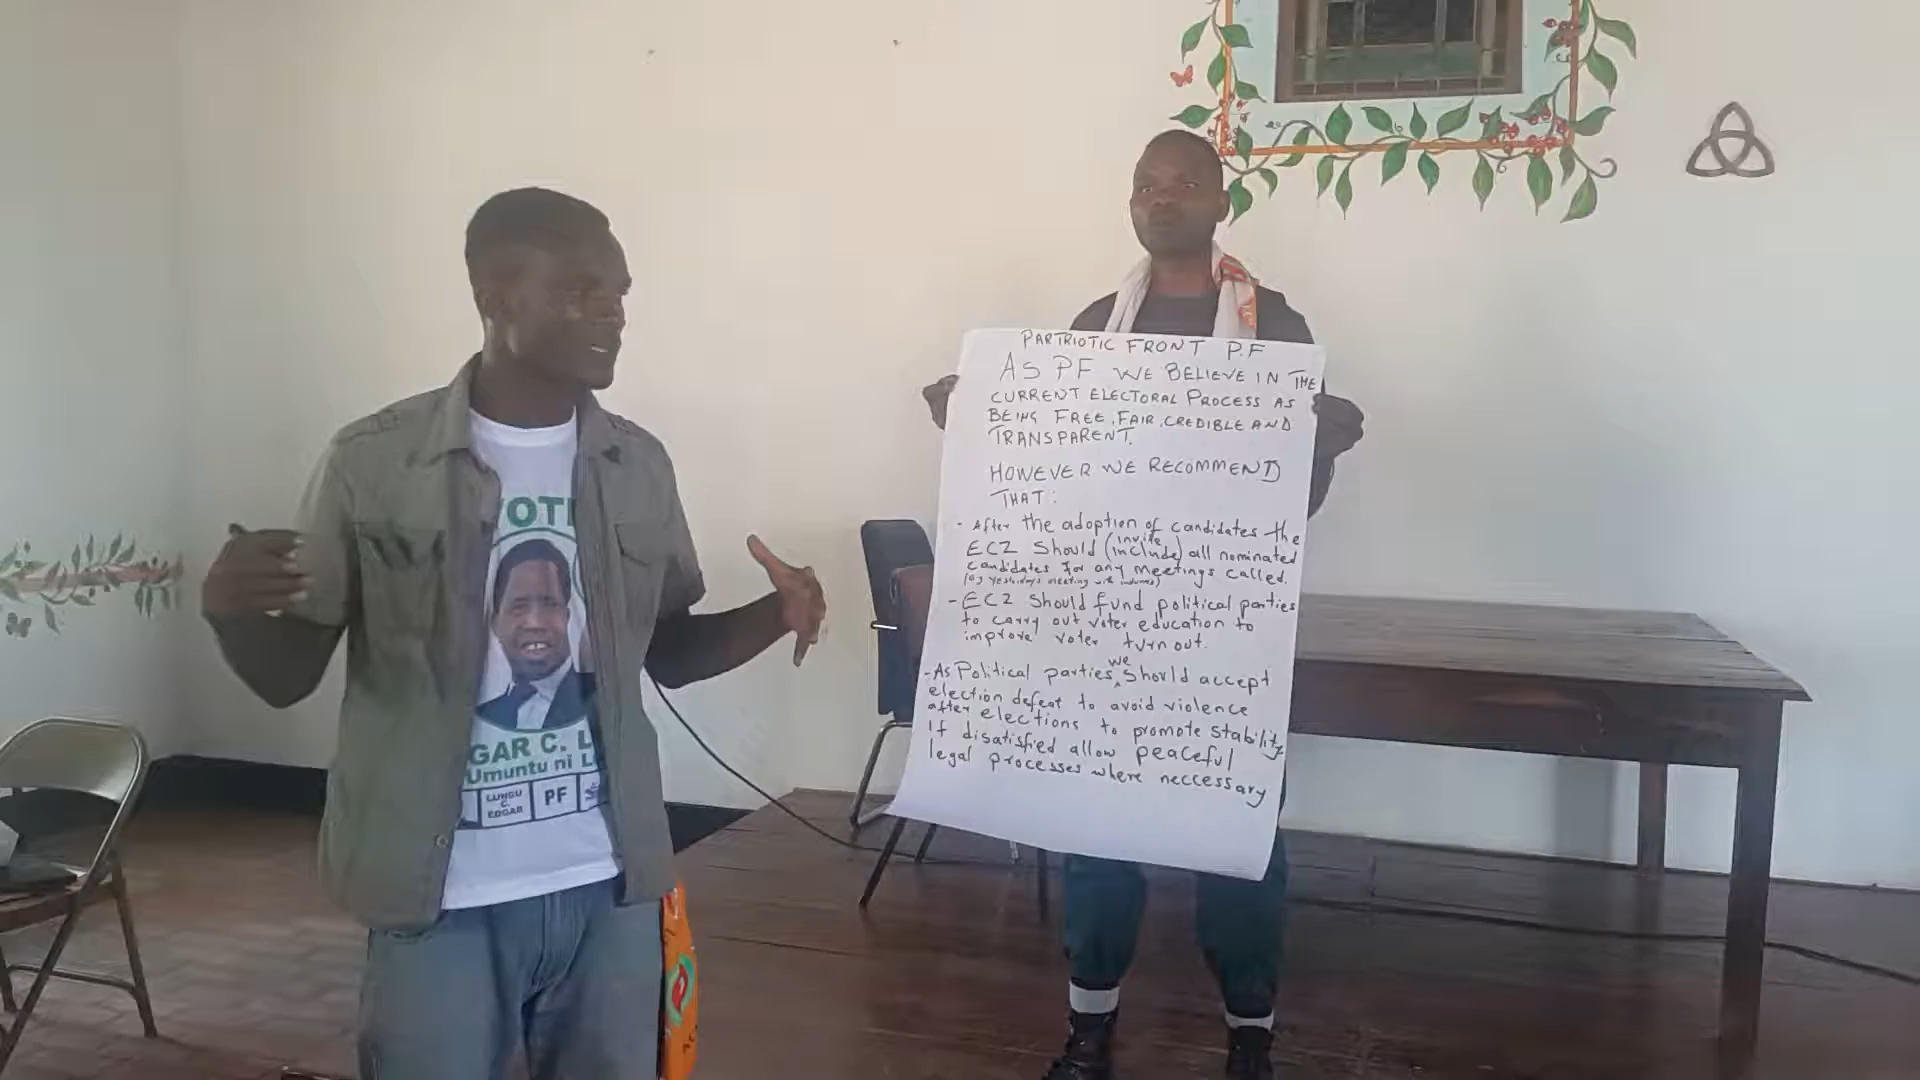 PARTRIOTIC FRONT P.F
AS PF WE BELIEVE IN THE
CURRENT ELECTORAL PROCESS AS
BEING FREE, FAIR, CREDIBLE AND
TRANSPARENT.
HOWEVER WE RECOMMEND
THAT:
- After the adoption of candidates the
invite
ECZ Should (include) all nominated
candidates for any meetings called.
- ECZ Should fund political parties
to carry out voter education to
improve voter turn out.
we
- As Political parties, Should accept
election defeat to avoid violence
after elections to promote stability
If disatisfied allow peaceful
legal processes where neccessary
VOT
GAR C. L
Umuntu ni L
LUNGU
C.
EDGAR
PF